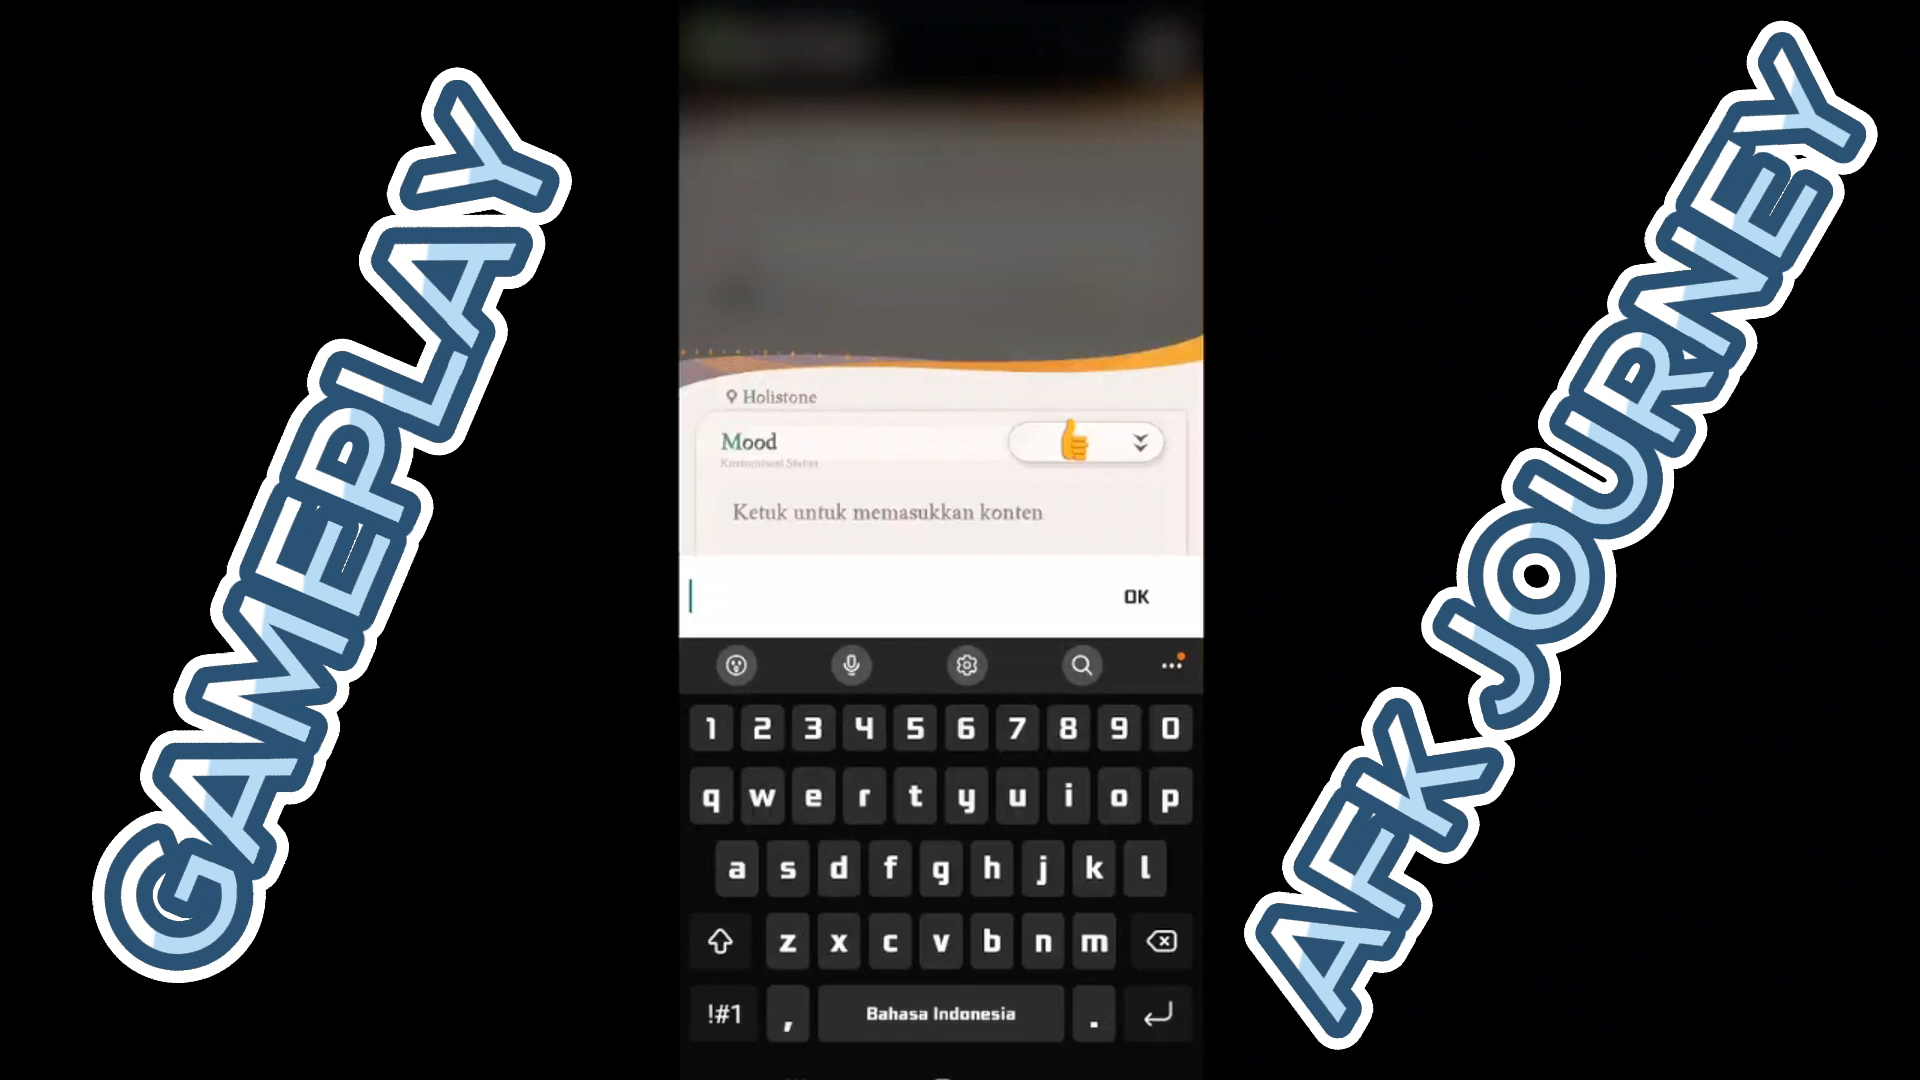 GAMEPLAY
AFK JOURNEY
Holistone
Mood
Kustomisasi Status
Ketuk untuk memasukkan konten
OK
1 2 3 4 5 6 7 8 9 0
q w e r t y u i o p
a s d f g h j k l
z x c v b n m
!#1 , Bahasa Indonesia .